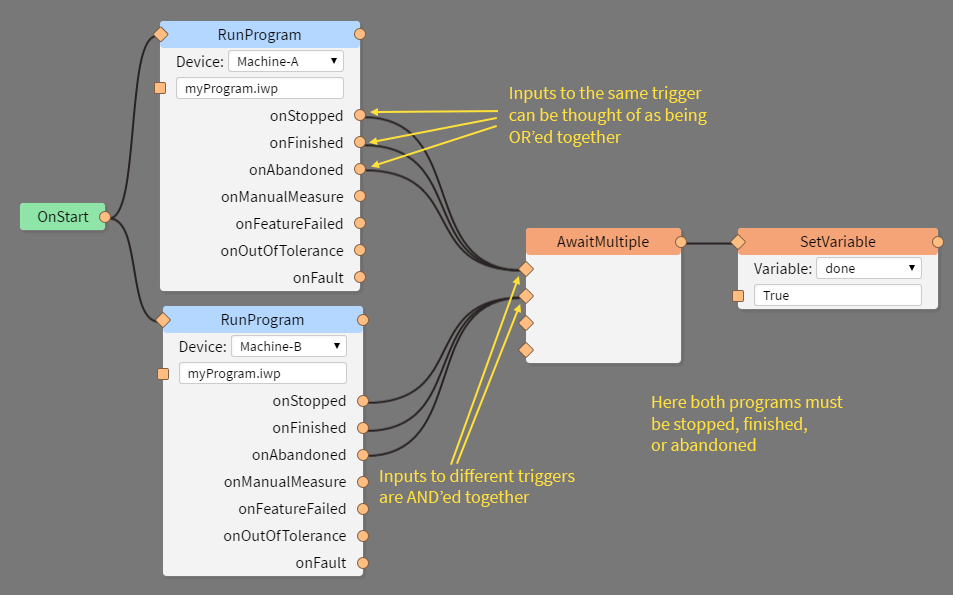 RunProgram
Device: Machine-A
myProgram.iwp
onStopped
onFinished
onAbandoned
onManualMeasure
onFeatureFailed
onOutOfTolerance
onFault
Inputs to the same trigger
can be thought of as being
OR'ed together
OnStart
AwaitMultiple
SetVariable
Variable: done
True
RunProgram
Device: Machine-B
myProgram.iwp
onStopped
onFinished
onAbandoned
onManualMeasure
onFeatureFailed
onOutOfTolerance
onFault
Inputs to different triggers
are AND'ed together
Here both programs must
be stopped, finished,
or abandoned